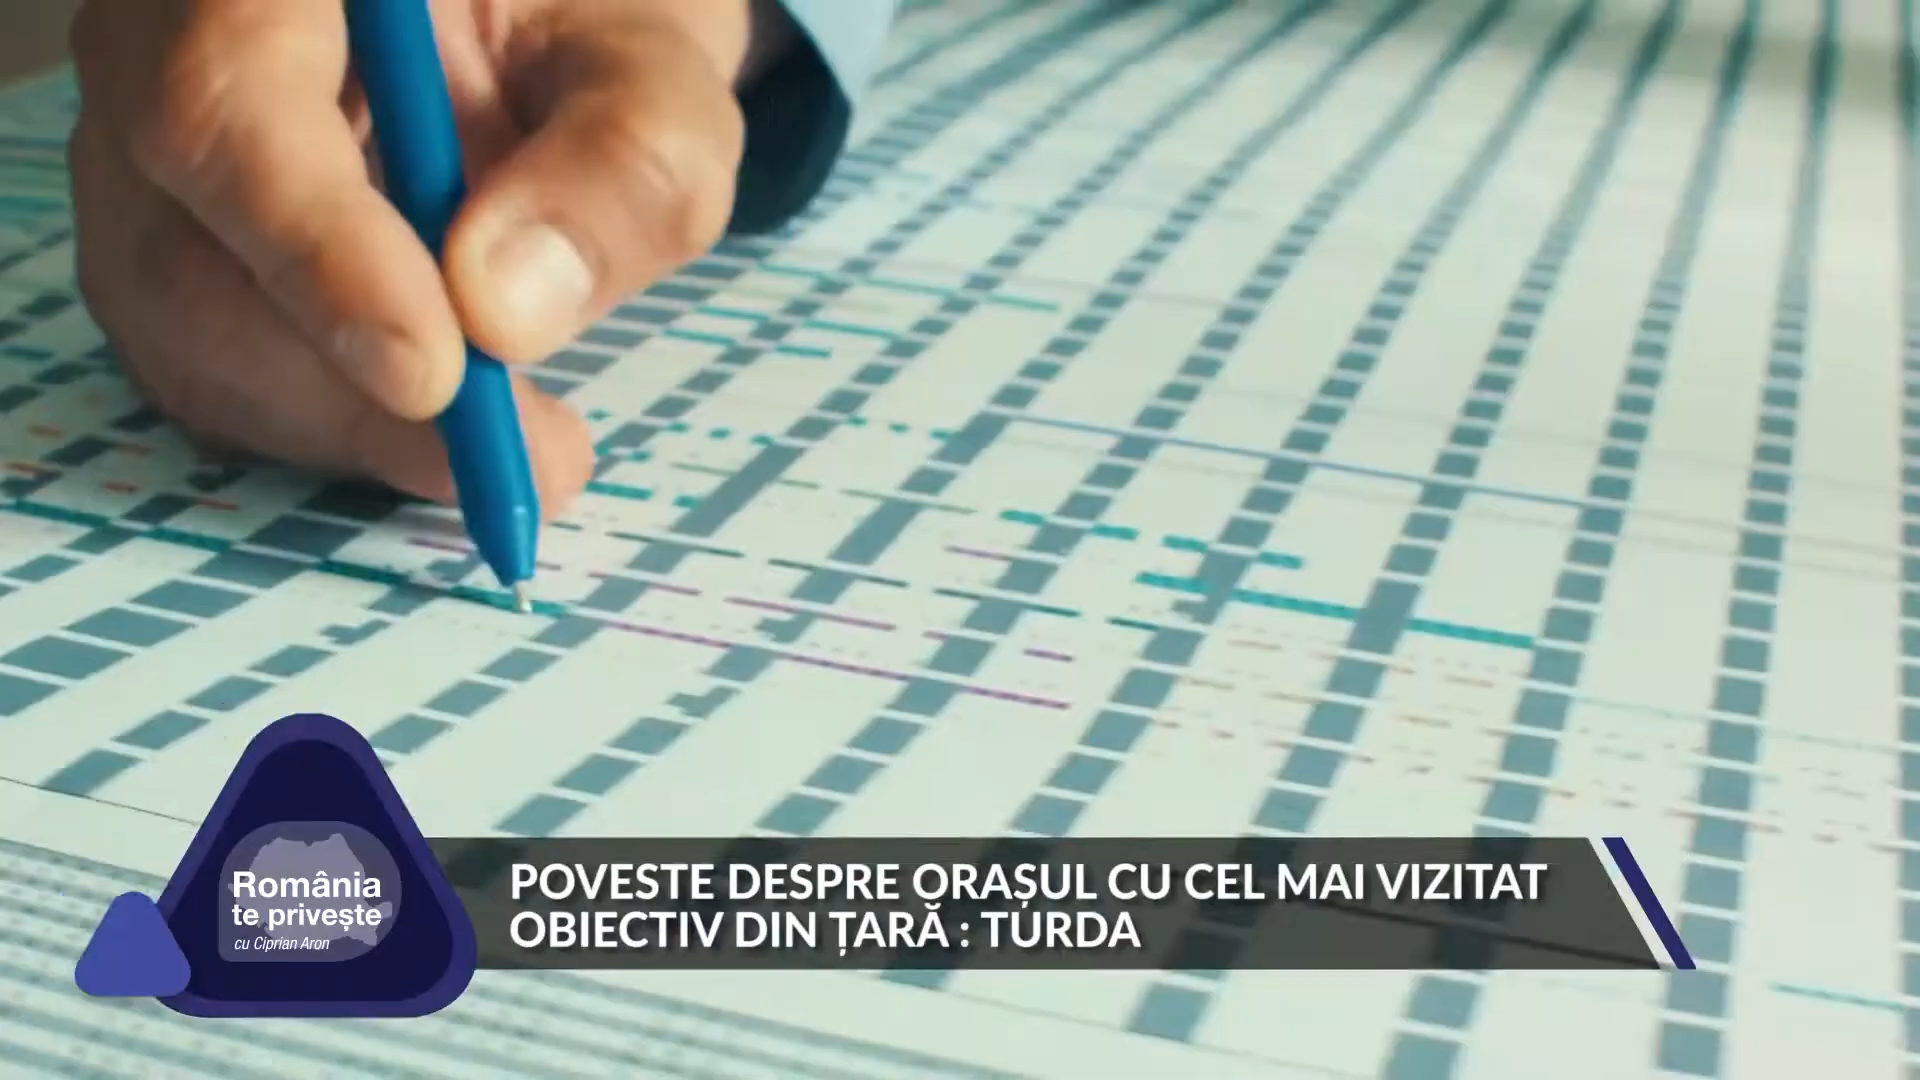 România
te privește
cu Ciprian Aron
POVESTE DESPRE ORAȘUL CU CEL MAI VIZITAT
OBIECTIV DIN ȚARĂ : TURDA